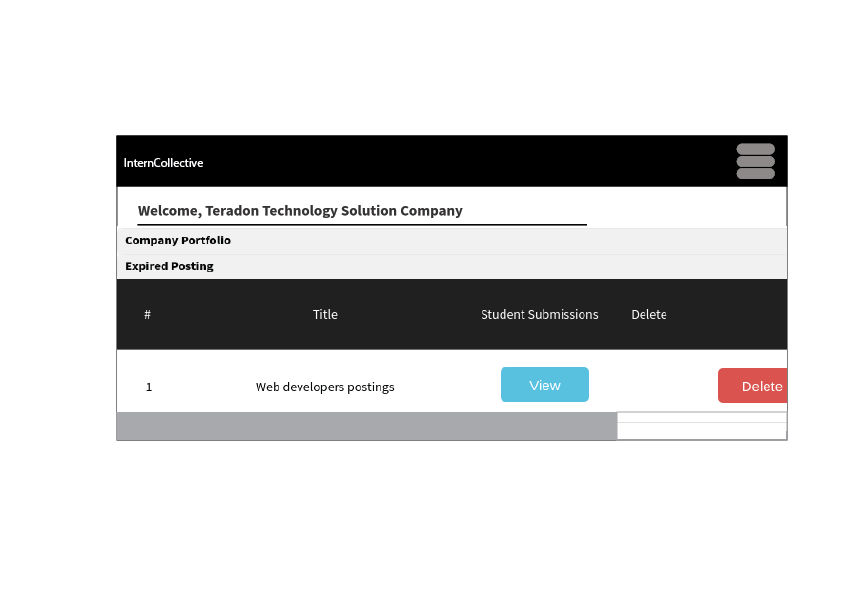 InternCollective
Welcome, Teradon Technology Solution Company
Company Portfolio
Expired Posting
# Title Student Submissions Delete
1 Web developers postings View Delete